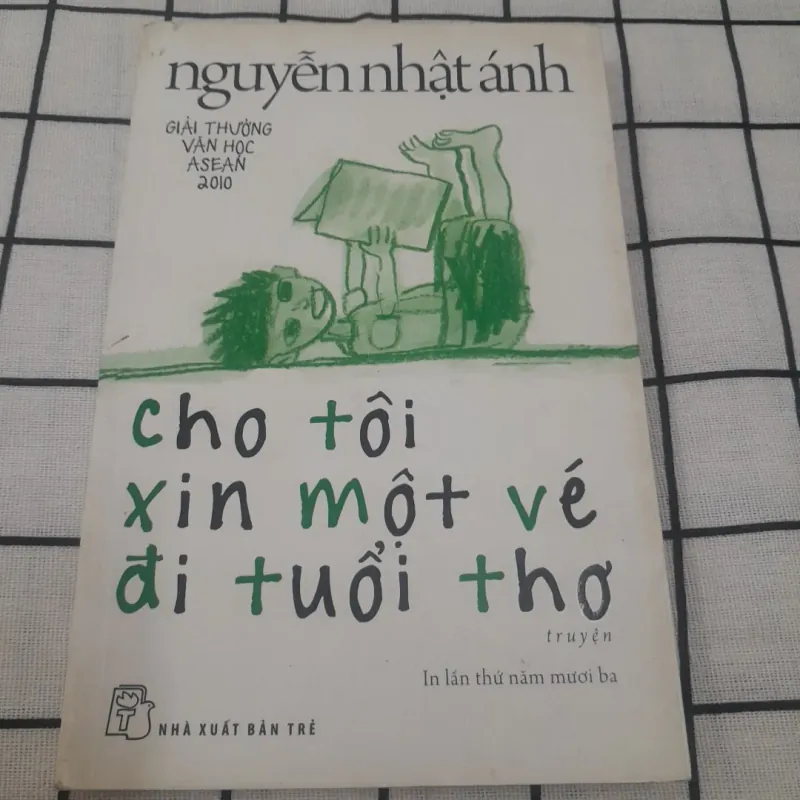 nguyễn nhật ánh
GIẢI THƯỞNG
VĂN HỌC
ASEAN
2010
cho tôi
xin một vé
đi tuổi thơ
truyện
In lần thứ năm mươi ba
T
NHÀ XUẤT BẢN TRẺ